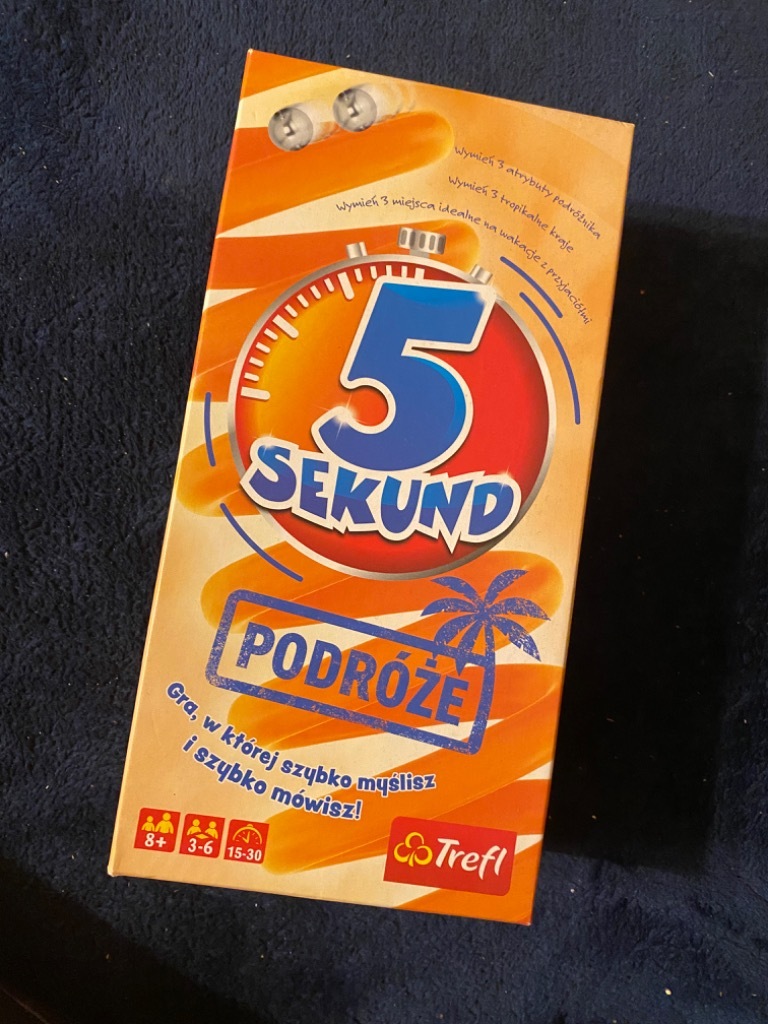 Wymień 3 atrybuty podróżnika
Wymień 3 tropikalne kraje
Wymień 3 miejsca idealne na wakacje z przyjaciółmi
5
SEKUND
PODRÓŻE
Gra, w której szybko myślisz
i szybko mówisz!
8+
3-6
15-30
Trefl